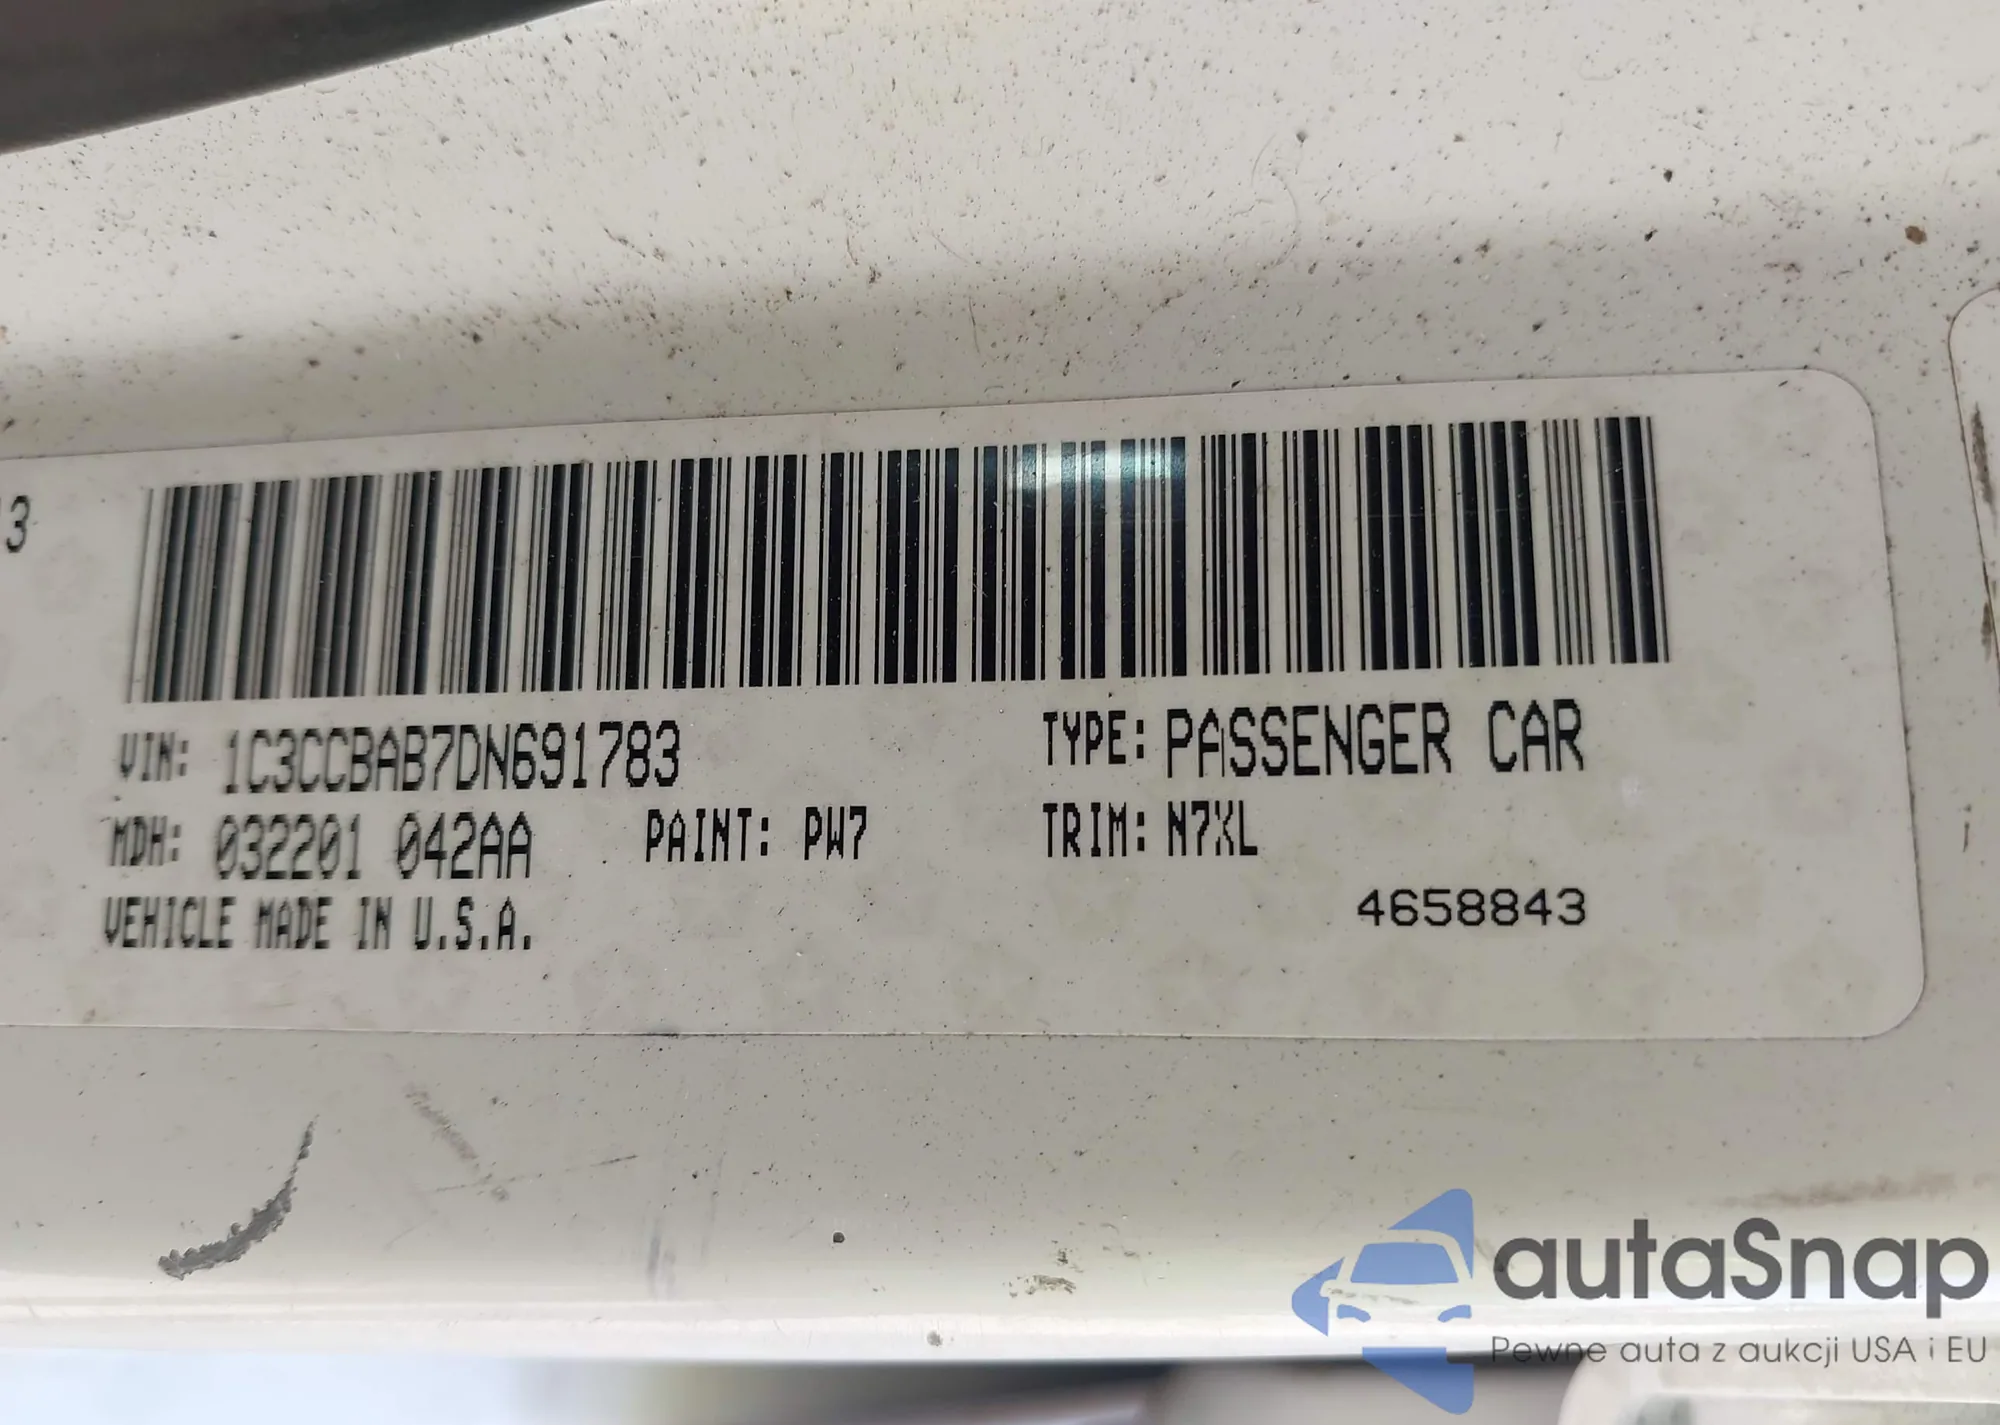 13
VIN: 1C3CCBAB7DN691783
TYPE: PASSENGER CAR
MDH: 032201 042AA
PAINT: PW7
TRIM: N7XL
VEHICLE MADE IN U.S.A.
4658843
autaSnap
Pewne auta z aukcji USA i EU